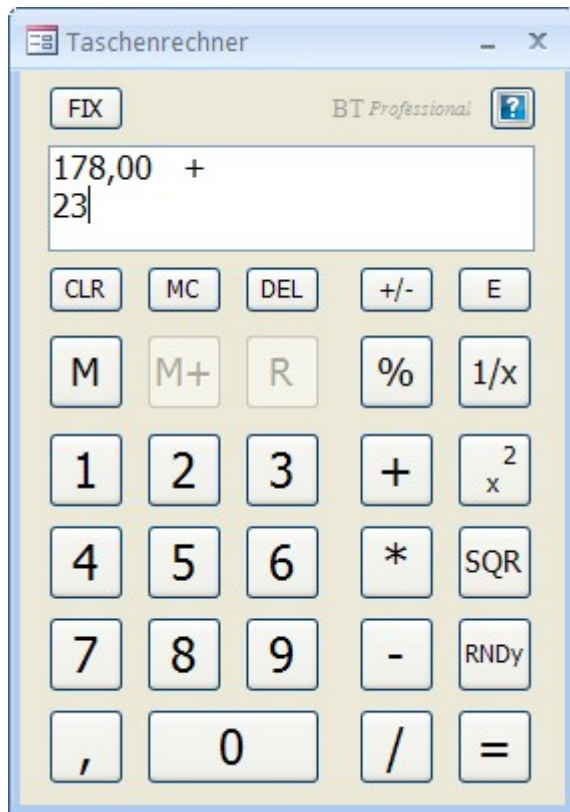 Taschenrechner
FIX BT Professional ?
178,00 +
23
CLR MC DEL +/- E
M M+ R % 1/x
1 2 3 + x²
4 5 6 * SQR
7 8 9 - RNDy
, 0 / =